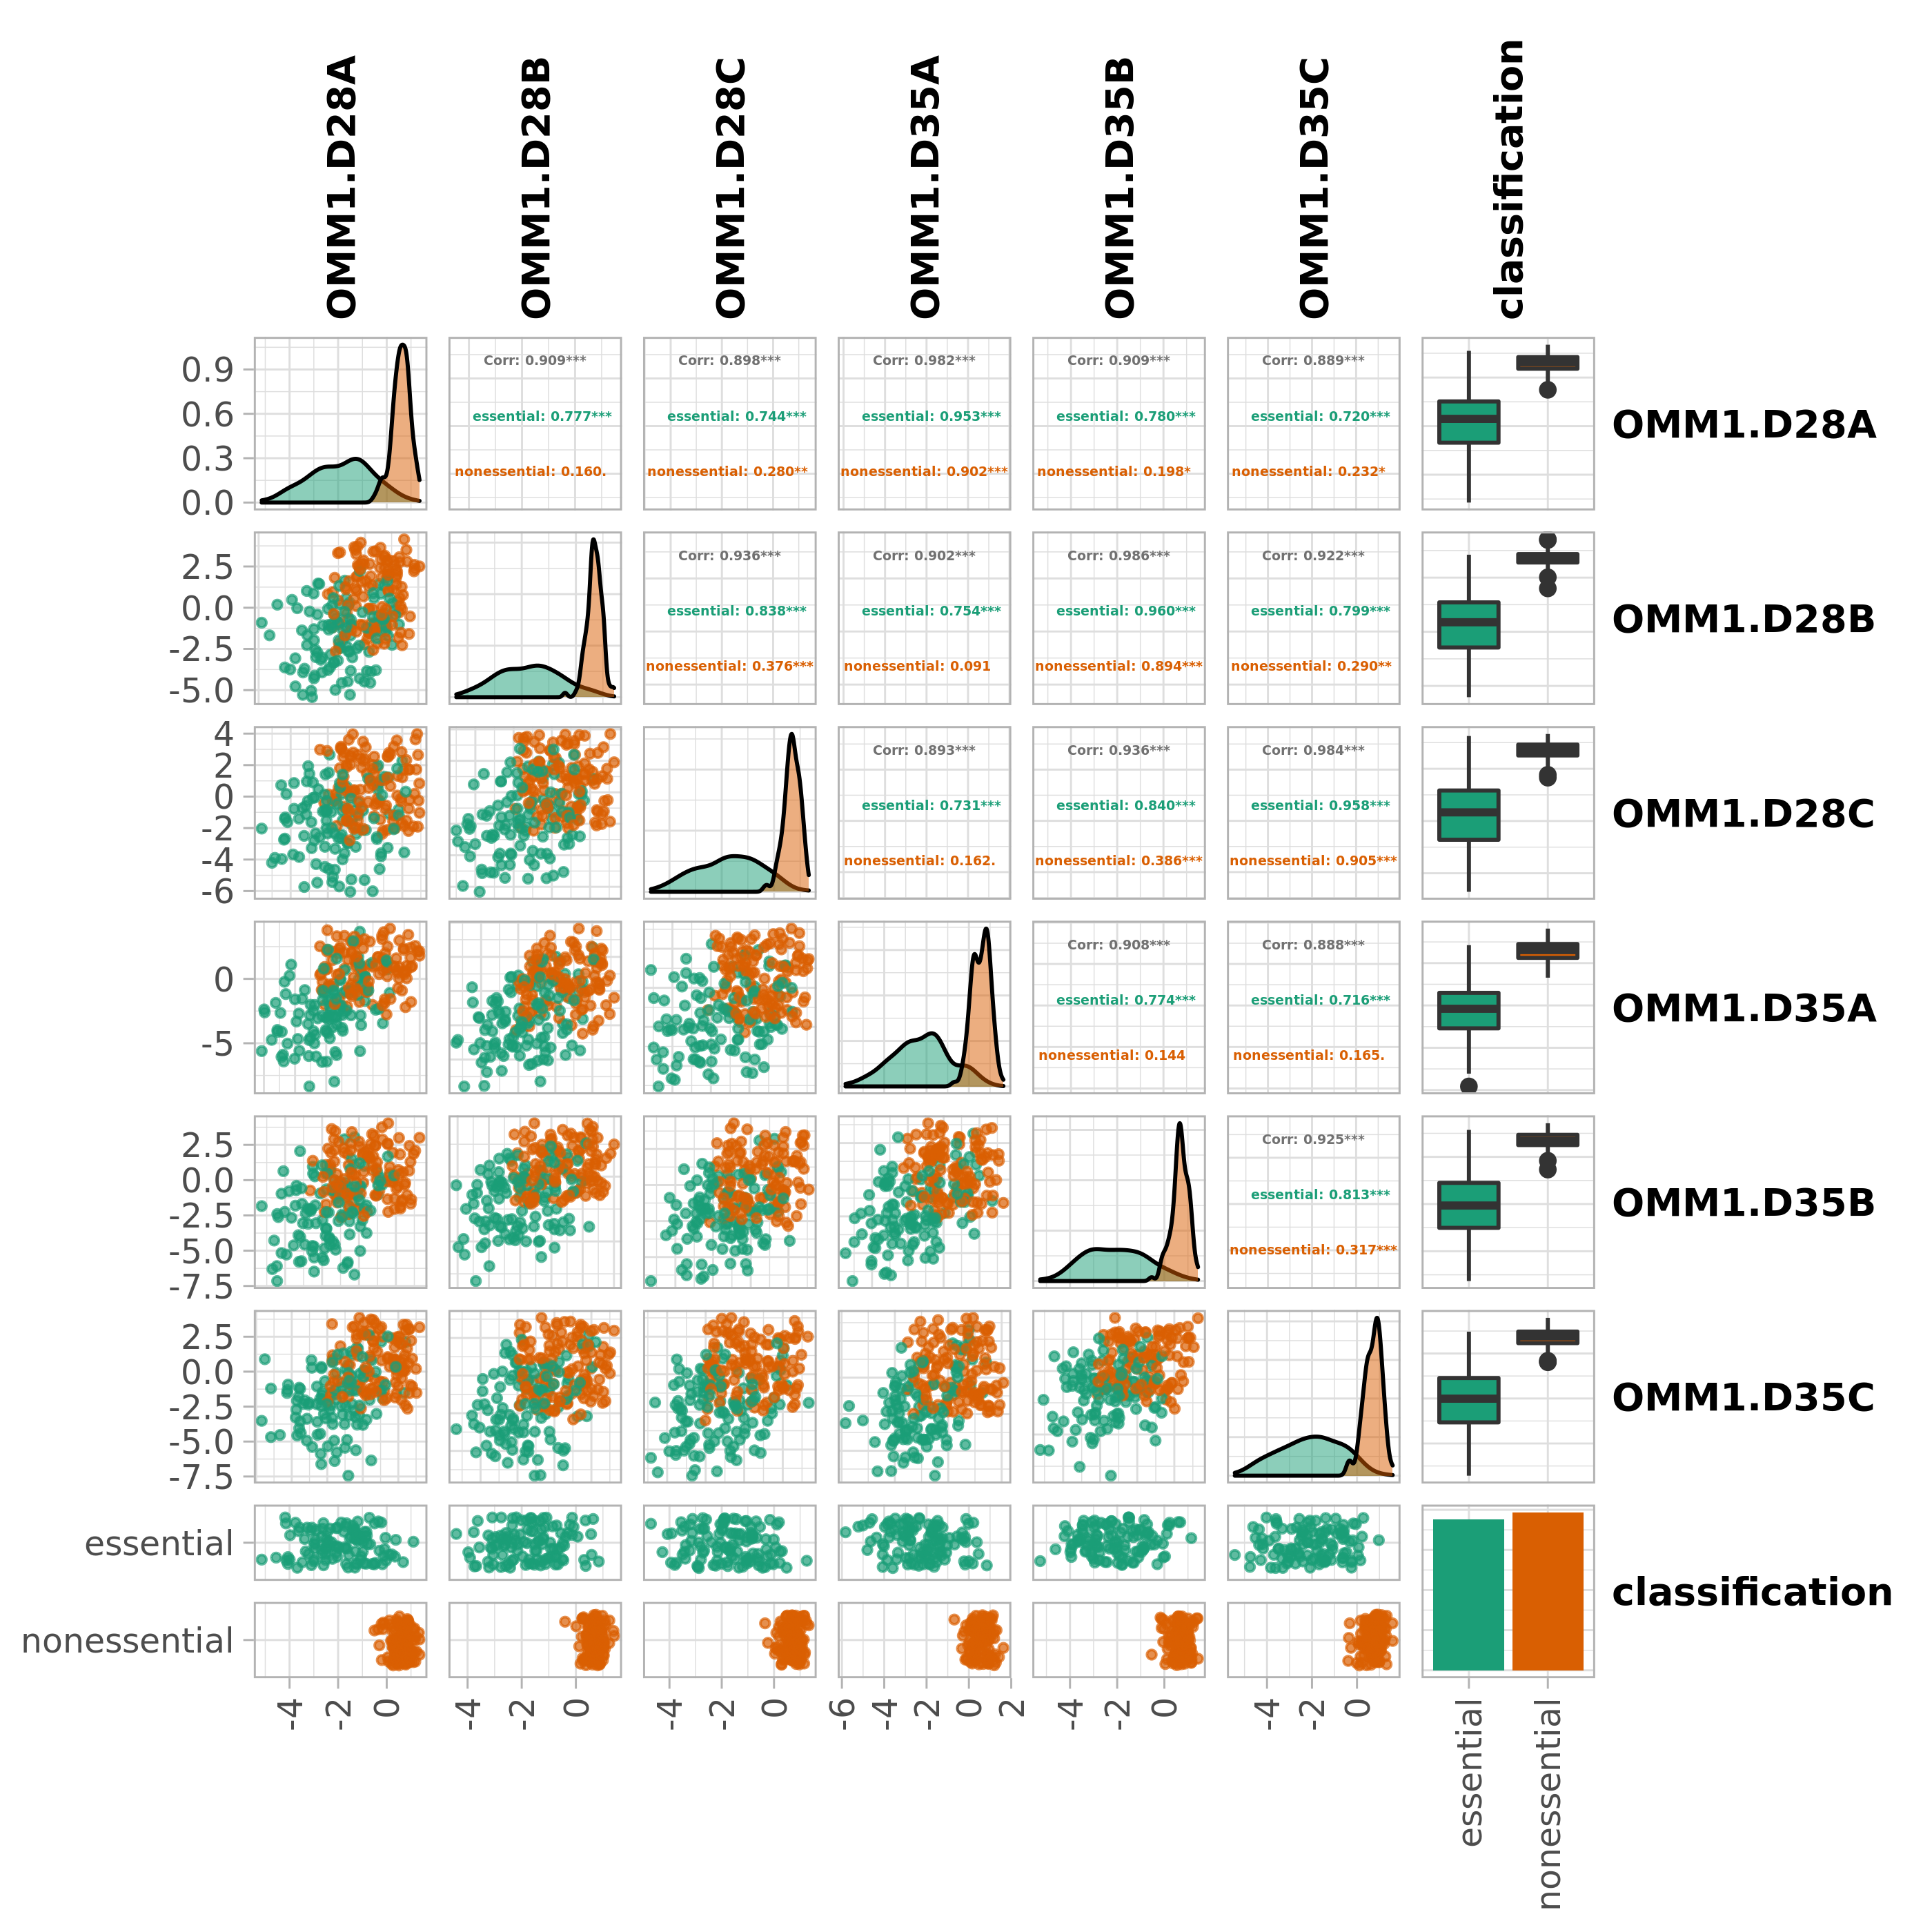 OMM1.D28A
OMM1.D28B
OMM1.D28C
OMM1.D35A
OMM1.D35B
OMM1.D35C
classification
0.9
0.6
0.3
0.0
Corr: 0.909***
essential: 0.777***
nonessential: 0.160.
Corr: 0.898***
essential: 0.744***
nonessential: 0.280**
Corr: 0.982***
essential: 0.953***
nonessential: 0.902***
Corr: 0.909***
essential: 0.780***
nonessential: 0.198*
Corr: 0.889***
essential: 0.720***
nonessential: 0.232*
OMM1.D28A
2.5
0.0
-2.5
-5.0
Corr: 0.936***
essential: 0.838***
nonessential: 0.376***
Corr: 0.902***
essential: 0.754***
nonessential: 0.091
Corr: 0.986***
essential: 0.960***
nonessential: 0.894***
Corr: 0.922***
essential: 0.799***
nonessential: 0.290**
OMM1.D28B
4
2
0
-2
-4
-6
Corr: 0.893***
essential: 0.731***
nonessential: 0.162.
Corr: 0.936***
essential: 0.840***
nonessential: 0.386***
Corr: 0.984***
essential: 0.958***
nonessential: 0.905***
OMM1.D28C
0
-5
Corr: 0.908***
essential: 0.774***
nonessential: 0.144
Corr: 0.888***
essential: 0.716***
nonessential: 0.165.
OMM1.D35A
2.5
0.0
-2.5
-5.0
-7.5
Corr: 0.925***
essential: 0.813***
nonessential: 0.317***
OMM1.D35B
2.5
0.0
-2.5
-5.0
-7.5
OMM1.D35C
essential
nonessential
classification
-4
-2
0
-4
-2
0
-4
-2
0
-6
-4
-2
0
2
-4
-2
0
-4
-2
0
essential
nonessential